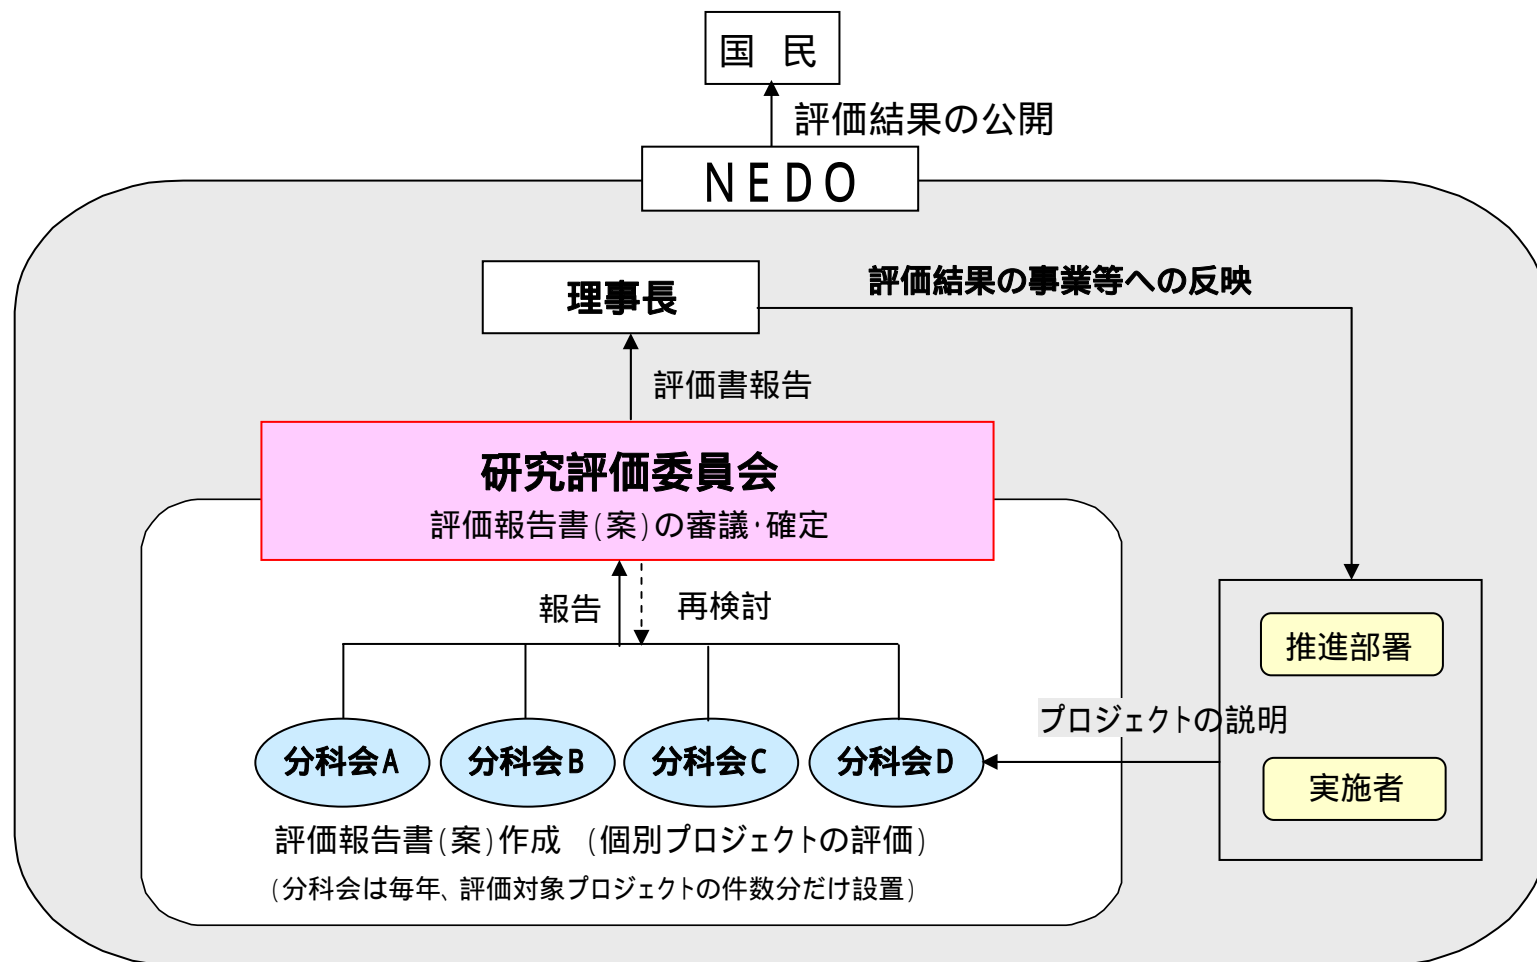 国 民
評価結果の公開
NEDO
理事長
評価結果の事業等への反映
評価書報告
研究評価委員会
評価報告書(案)の審議・確定
報告
再検討
推進部署
プロジェクトの説明
分科会A
分科会B
分科会C
分科会D
実施者
評価報告書(案)作成 (個別プロジェクトの評価)
(分科会は毎年、評価対象プロジェクトの件数分だけ設置)